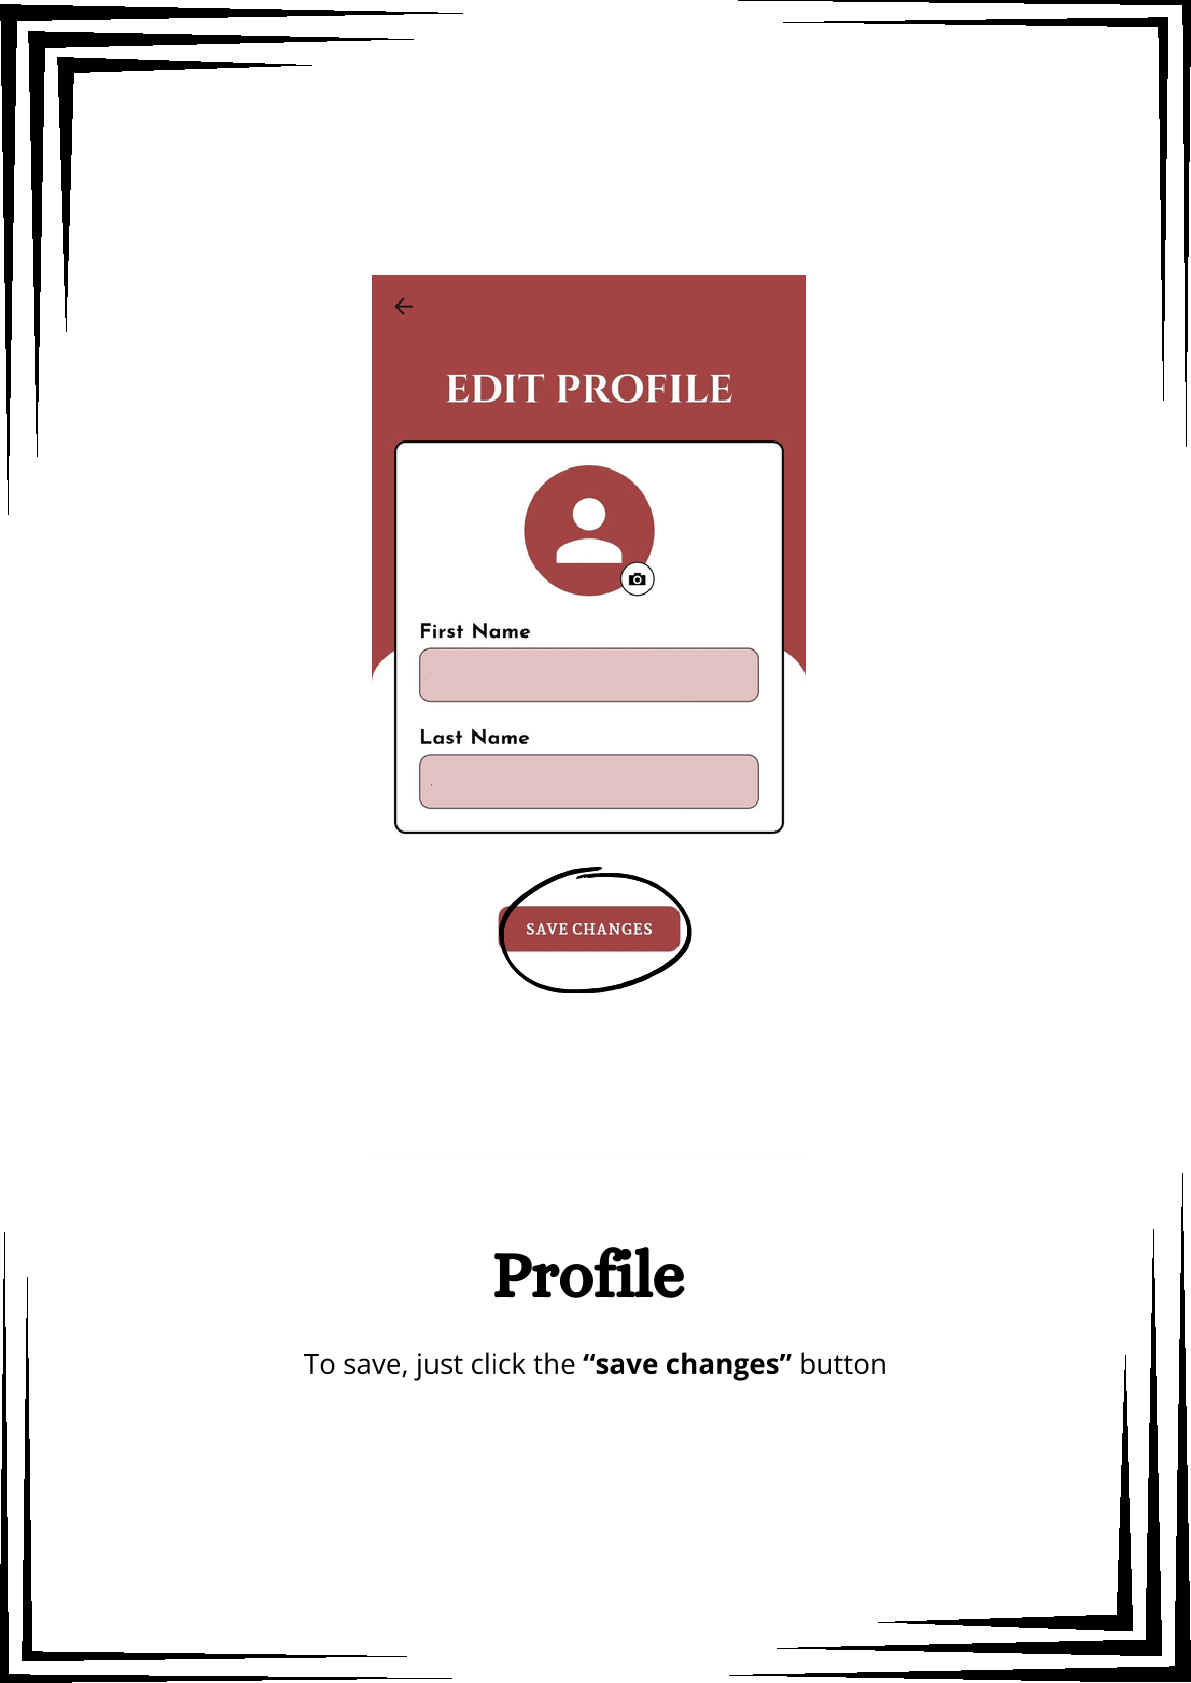 EDIT PROFILE
First Name
Last Name
SAVE CHANGES
Profile
To save, just click the “save changes” button